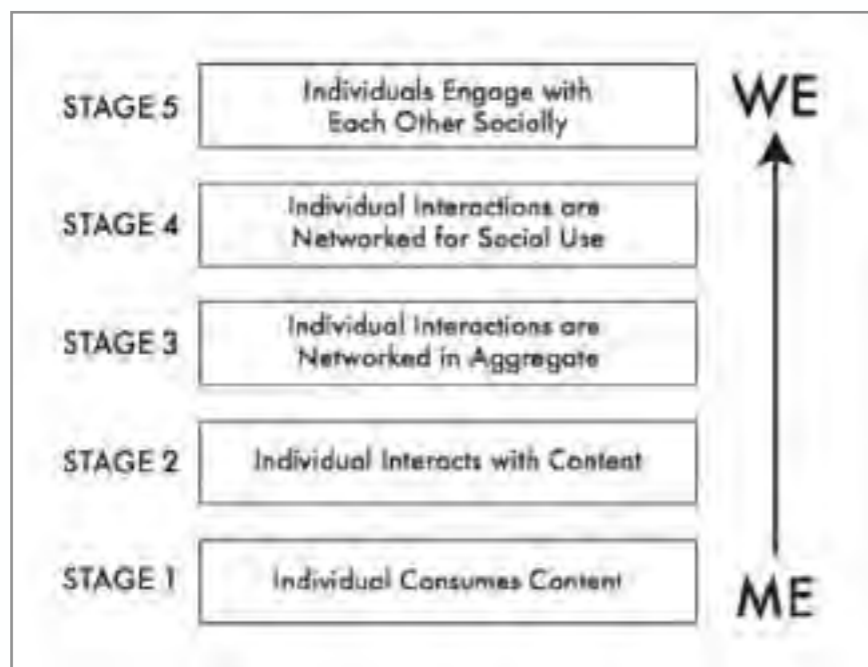 STAGE 5
Individuals Engage with
Each Other Socially
WE
STAGE 4
Individual Interactions are
Networked for Social Use
STAGE 3
Individual Interactions are
Networked in Aggregate
STAGE 2
Individual Interacts with Content
STAGE 1
Individual Consumes Content
ME